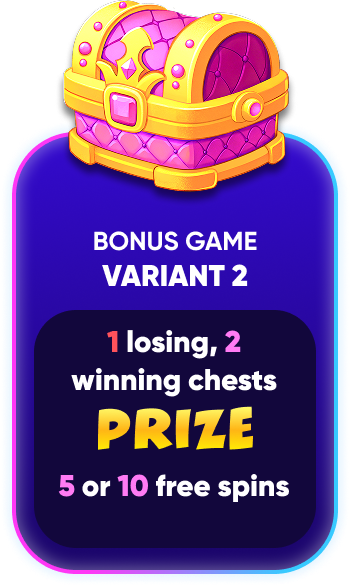 BONUS GAME
VARIANT 2
1 losing, 2
winning chests
PRIZE
5 or 10 free spins